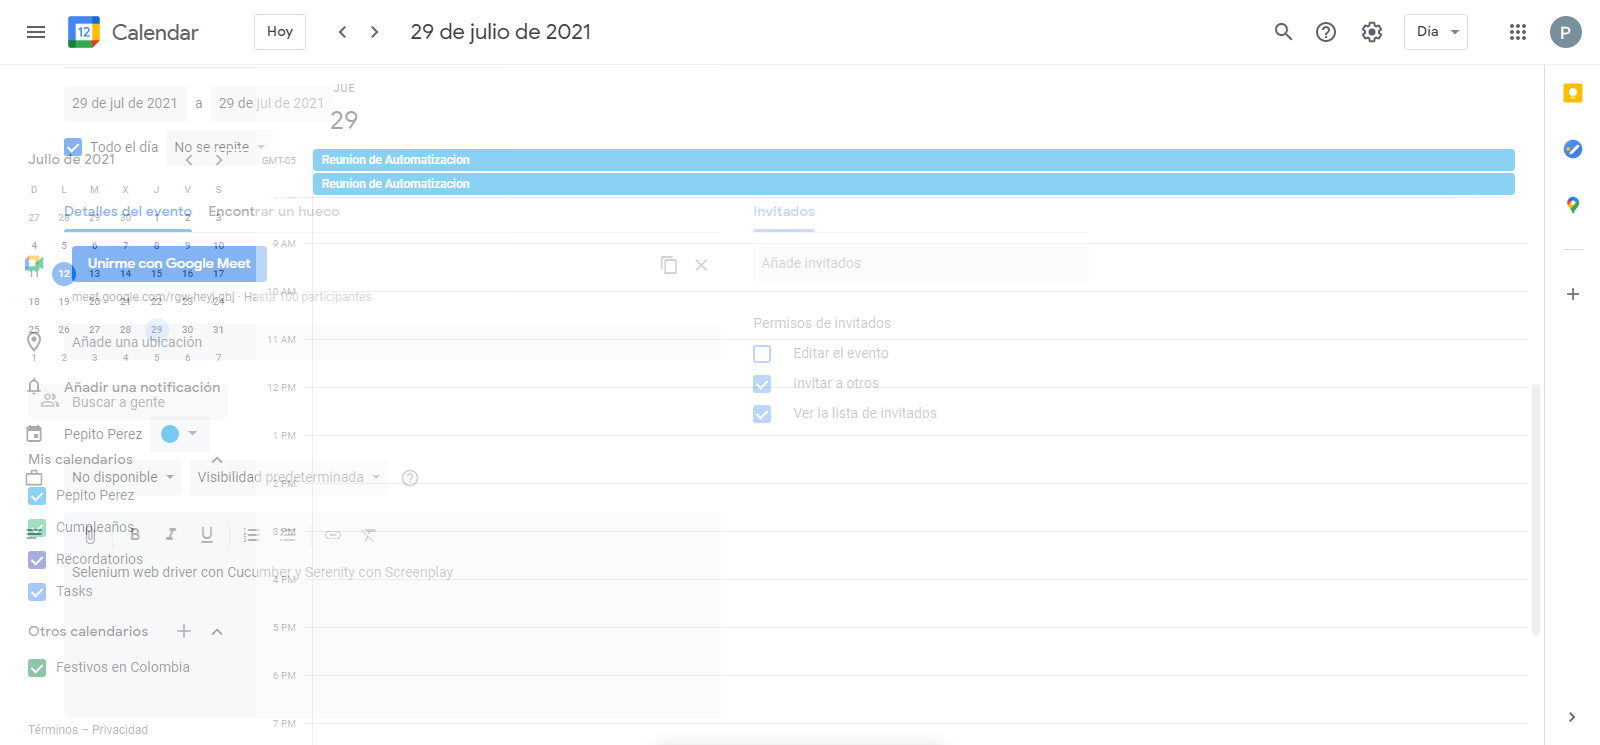 12 Calendar Hoy 29 de julio de 2021 Día P
29 de jul de 2021 a 29 de jul de 2021
JUE
29
Todo el día No se repite
Julio de 2021
GMT-05 Reunion de Automatizacion
Reunion de Automatizacion
D L M X J V S
Detalles del evento Encontrar un hueco Invitados
27 28 29 30 1 2 3
4 5 6 7 8 9 10
9 AM
Unirme con Google Meet Añade invitados
11 12 13 14 15 16 17
10 AM
meet.google.com/rgw-heyj-gbj · Hasta 100 participantes
18 19 20 21 22 23 24
Permisos de invitados
25 26 27 28 29 30 31
Añade una ubicación 11 AM
Editar el evento
1 2 3 4 5 6 7
Invitar a otros
Añadir una notificación 12 PM
Buscar a gente
Ver la lista de invitados
Pepito Perez 1 PM
Mis calendarios
No disponible Visibilidad predeterminada
2 PM
Pepito Perez
Cumpleaños
B I U 3 PM
Recordatorios
Selenium web driver con Cucumber y Serenity con Screenplay
4 PM
Tasks
Otros calendarios 5 PM
Festivos en Colombia
6 PM
7 PM
Términos – Privacidad